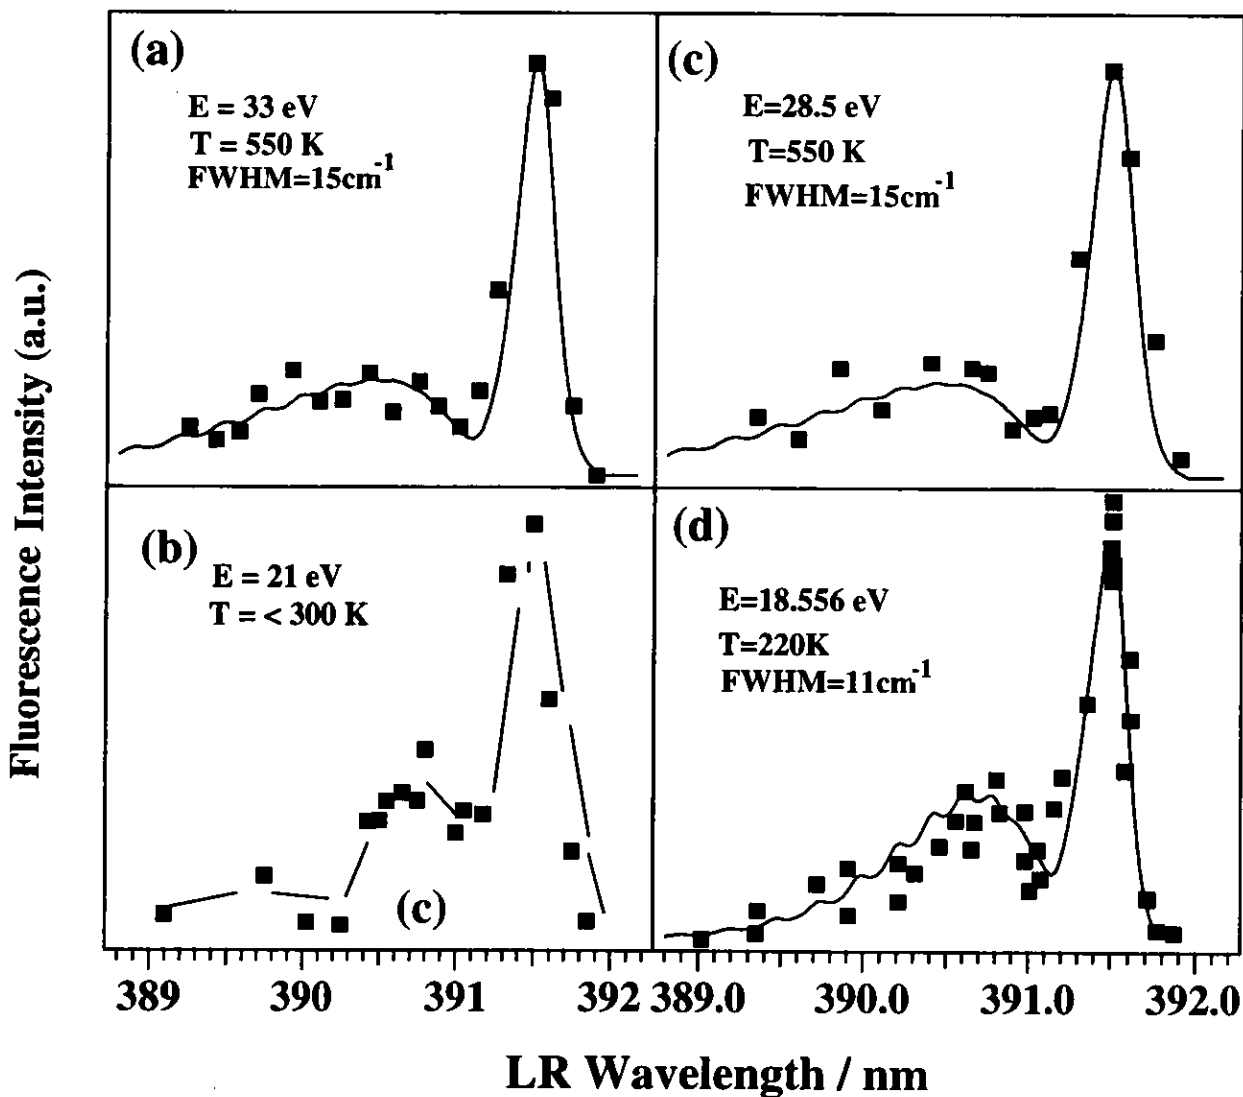 Fluorescence Intensity (a.u.)
(a)
E = 33 eV
T = 550 K
FWHM=15cm⁻¹
(c)
E=28.5 eV
T=550 K
FWHM=15cm⁻¹
(b)
E = 21 eV
T = < 300 K
(c)
(d)
E=18.556 eV
T=220K
FWHM=11cm⁻¹
389 390 391 392 389.0 390.0 391.0 392.0
LR Wavelength / nm